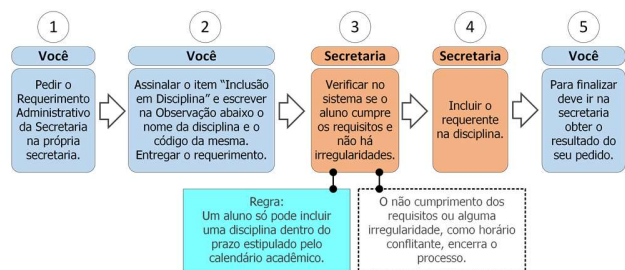 1
Você
Pedir o
Requerimento
Administrativo
da Secretaria
na própria
secretaria.
2
Você
Assinalar o item “Inclusão
em Disciplina” e escrever
na Observação abaixo o
nome da disciplina e o
código da mesma.
Entregar o requerimento.
3
Secretaria
Verificar no
sistema se o
aluno cumpre
os requisitos e
não há
irregularidades.
4
Secretaria
Incluir o
requerente
na disciplina.
5
Você
Para finalizar
deve ir na
secretaria
obter o
resultado do
seu pedido.
Regra:
Um aluno só pode incluir
uma disciplina dentro do
prazo estipulado pelo
calendário acadêmico.
O não cumprimento dos
requisitos ou alguma
irregularidade, como horário
conflitante, encerra o
processo.